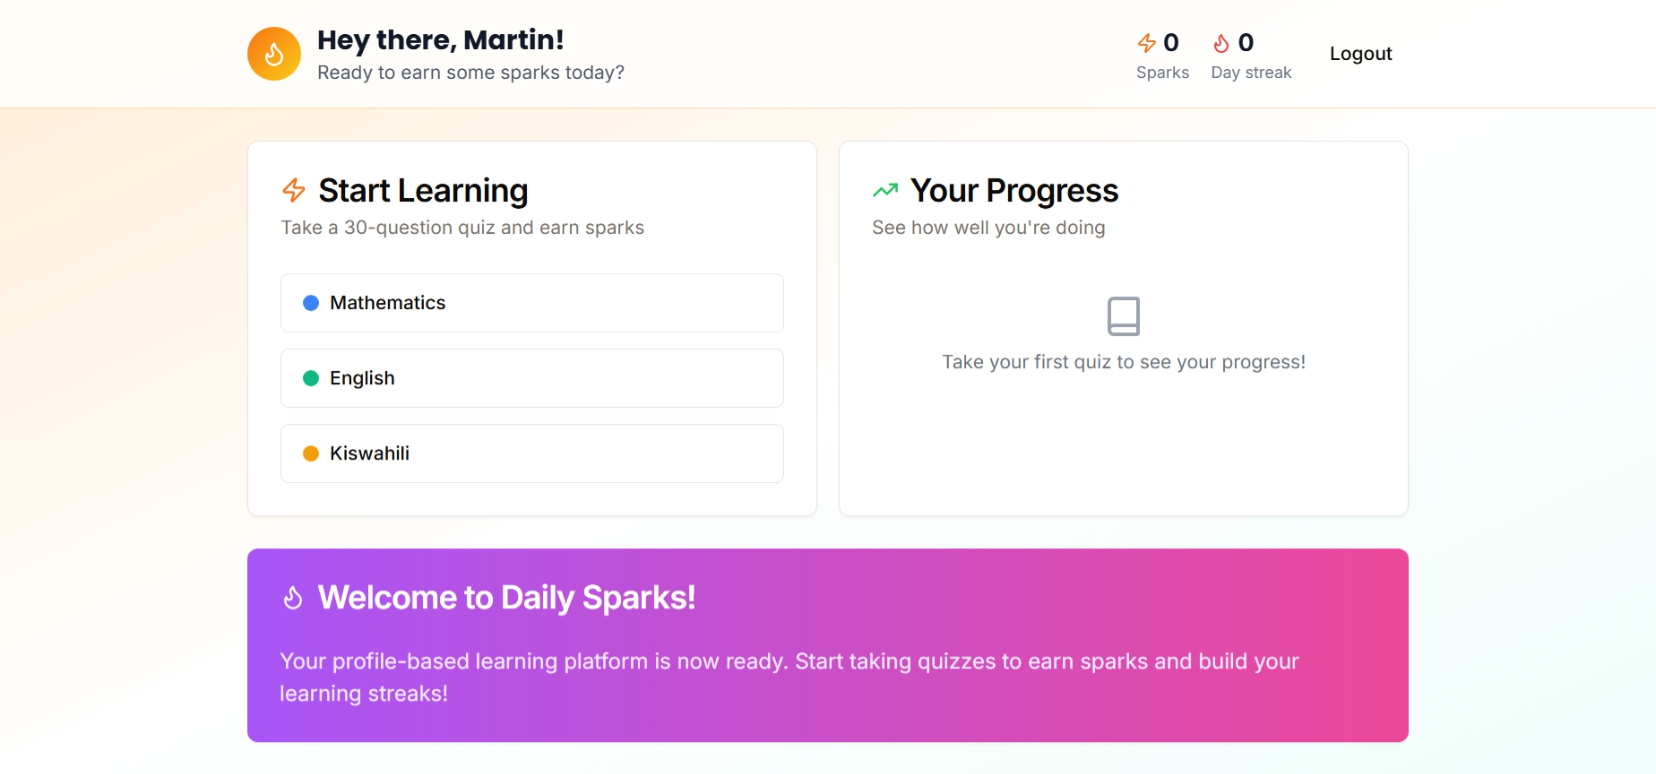 Hey there, Martin!
Ready to earn some sparks today?
0
Sparks
0
Day streak
Logout
Start Learning
Take a 30-question quiz and earn sparks
Mathematics
English
Kiswahili
Your Progress
See how well you're doing
Take your first quiz to see your progress!
Welcome to Daily Sparks!
Your profile-based learning platform is now ready. Start taking quizzes to earn sparks and build your
learning streaks!